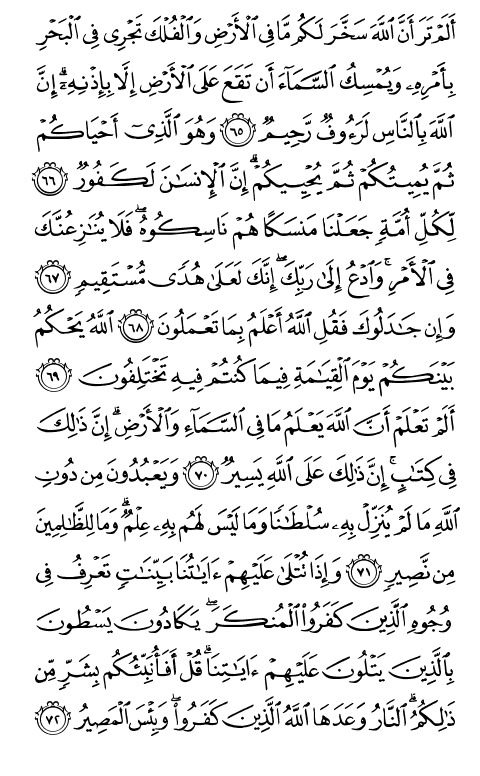 أَلَمۡ تَرَ أَنَّ ٱللَّهَ سَخَّرَ لَكُم مَّا فِي ٱلۡأَرۡضِ وَٱلۡفُلۡكَ تَجۡرِي فِي ٱلۡبَحۡرِ
بِأَمۡرِهِۦ وَيُمۡسِكُ ٱلسَّمَآءَ أَن تَقَعَ عَلَى ٱلۡأَرۡضِ إِلَّا بِإِذۡنِهِۦٓۚ إِنَّ
ٱللَّهَ بِٱلنَّاسِ لَرَءُوفٞ رَّحِيمٞ ٦٥ وَهُوَ ٱلَّذِيٓ أَحۡيَاكُمۡ
ثُمَّ يُمِيتُكُمۡ ثُمَّ يُحۡيِيكُمۡۗ إِنَّ ٱلۡإِنسَٰنَ لَكَفُورٞ ٦٦
لِّكُلِّ أُمَّةٖ جَعَلۡنَا مَنسَكًا هُمۡ نَاسِكُوهُۖ فَلَا يُنَٰزِعُنَّكَ
فِي ٱلۡأَمۡرِۚ وَٱدۡعُ إِلَىٰ رَبِّكَۖ إِنَّكَ لَعَلَىٰ هُدٗى مُّسۡتَقِيمٖ ٦٧
وَإِن جَٰدَلُوكَ فَقُلِ ٱللَّهُ أَعۡلَمُ بِمَا تَعۡمَلُونَ ٦٨ ٱللَّهُ يَحۡكُمُ
بَيۡنَكُمۡ يَوۡمَ ٱلۡقِيَٰمَةِ فِيمَا كُنتُمۡ فِيهِ تَخۡتَلِفُونَ ٦٩
أَلَمۡ تَعۡلَمۡ أَنَّ ٱللَّهَ يَعۡلَمُ مَا فِي ٱلسَّمَآءِ وَٱلۡأَرۡضِۚ إِنَّ ذَٰلِكَ
فِي كِتَٰبٍۚ إِنَّ ذَٰلِكَ عَلَى ٱللَّهِ يَسِيرٞ ٧٠ وَيَعۡبُدُونَ مِن دُونِ
ٱللَّهِ مَا لَمۡ يُنَزِّلۡ بِهِۦ سُلۡطَٰنٗا وَمَا لَيۡسَ لَهُم بِهِۦ عِلۡمٞۗ وَمَا لِلظَّٰلِمِينَ
مِن نَّصِيرٖ ٧١ وَإِذَا تُتۡلَىٰ عَلَيۡهِمۡ ءَايَٰتُنَا بَيِّنَٰتٖ تَعۡرِفُ فِي
وُجُوهِ ٱلَّذِينَ كَفَرُواْ ٱلۡمُنكَرَۖ يَكَادُونَ يَسۡطُونَ
بِٱلَّذِينَ يَتۡلُونَ عَلَيۡهِمۡ ءَايَٰتِنَاۗ قُلۡ أَفَأُنَبِّئُكُم بِشَرّٖ مِّن
ذَٰلِكُمُۚ ٱلنَّارُ وَعَدَهَا ٱللَّهُ ٱلَّذِينَ كَفَرُواْۖ وَبِئۡسَ ٱلۡمَصِيرُ ٧٢